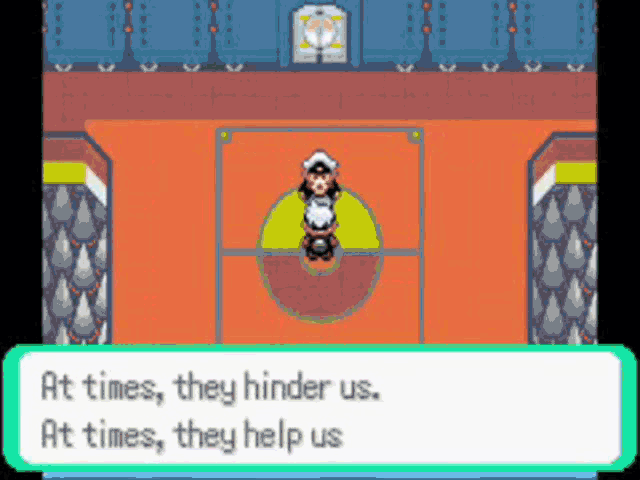 At times, they hinder us.
At times, they help us